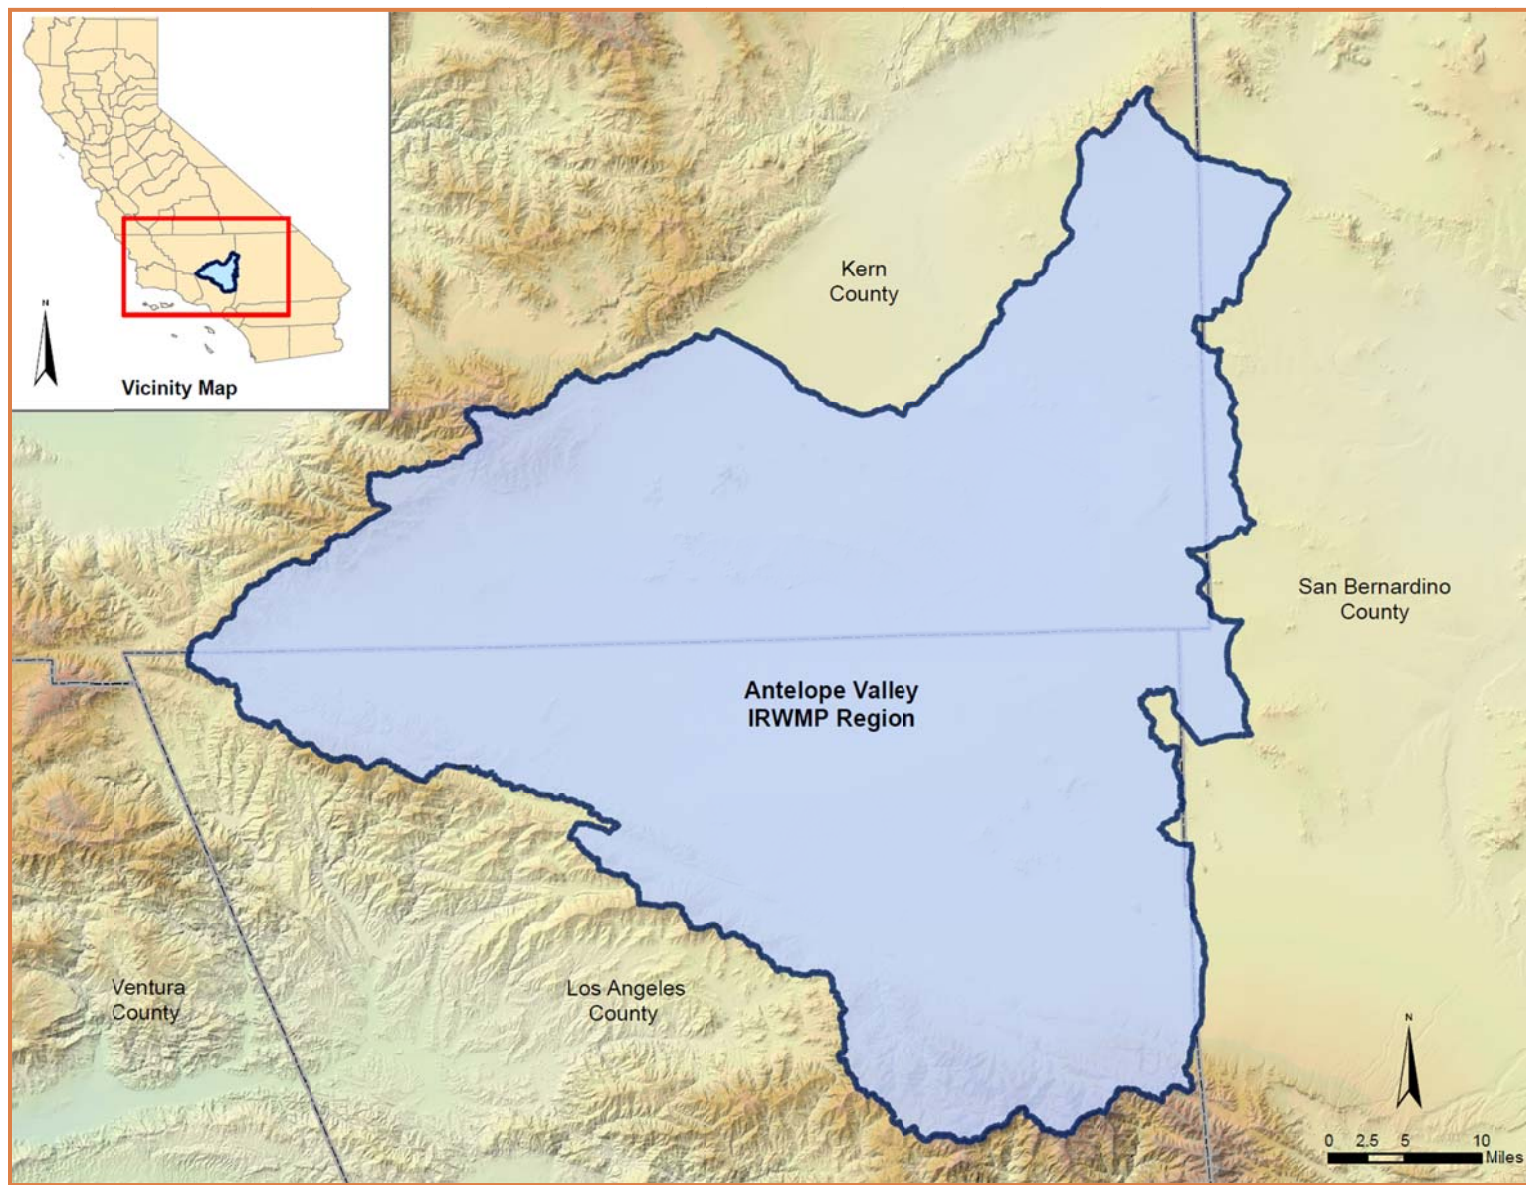 N
Vicinity Map
Kern
County
San Bernardino
County
Antelope Valley
IRWMP Region
Ventura
County
Los Angeles
County
N
0 2.5 5 10
Miles